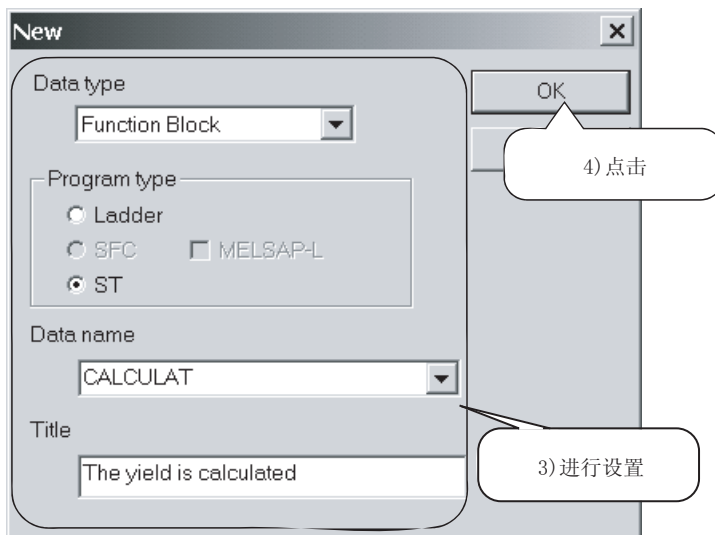 New
Data type
OK
Function Block
4)点击
Program type
Ladder
SFC MELSAP-L
ST
Data name
CALCULAT
Title
3)进行设置
The yield is calculated